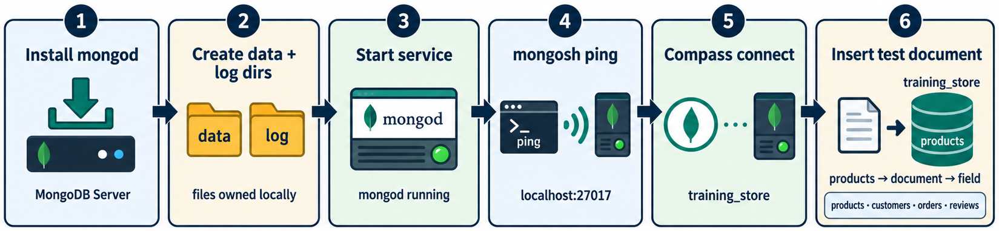 1
Install mongod
MongoDB Server
2
Create data +
log dirs
data
log
files owned locally
3
Start service
mongod
mongod running
4
mongosh ping
>_
ping
localhost:27017
5
Compass connect
training_store
6
Insert test document
training_store
products
products → document → field
products • customers • orders • reviews